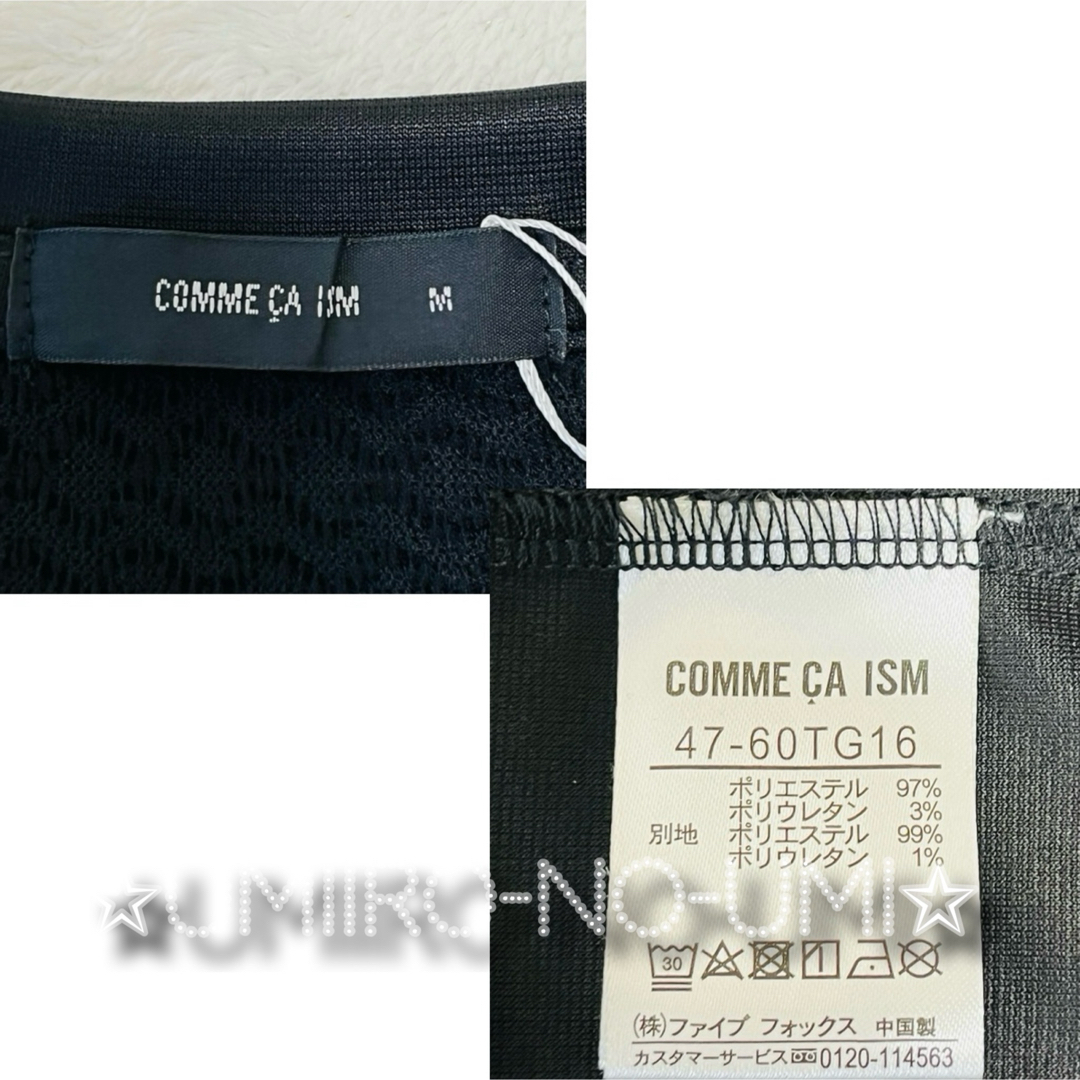 COMME ÇA ISM M
COMME ÇA ISM
47-60TG16
ポリエステル 97%
ポリウレタン 3%
別地 ポリエステル 99%
ポリウレタン 1%
☆UMIIRO-NO-UMI☆
30
(株)ファイブ フォックス 中国製
カスタマーサービス 0120-114563